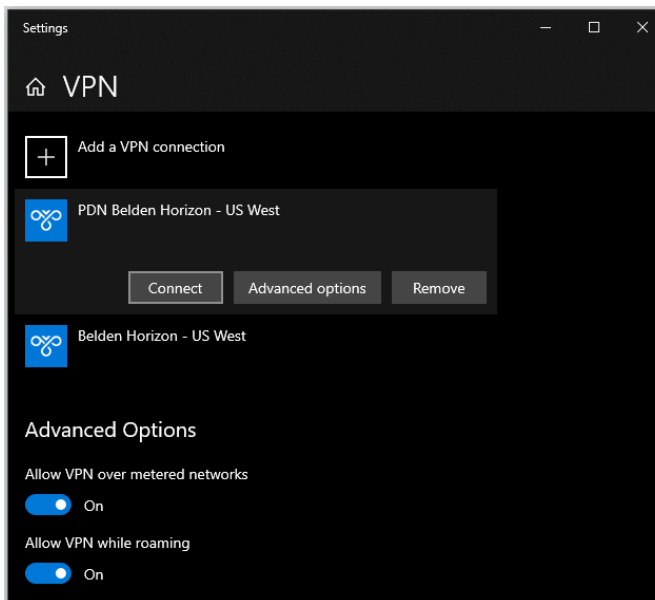 Settings
VPN
Add a VPN connection
PDN Belden Horizon - US West
Connect Advanced options Remove
Belden Horizon - US West
Advanced Options
Allow VPN over metered networks
On
Allow VPN while roaming
On